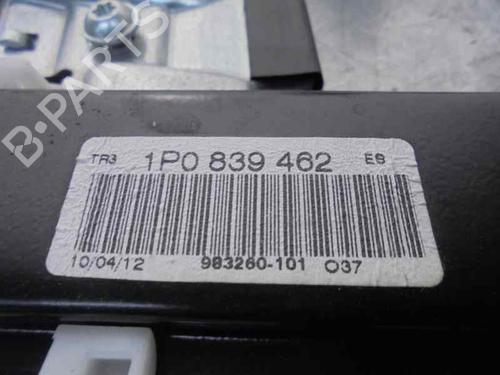 B-PARTS
TR3 1P0 839 462 ES
10/04/12 983260-101 O37